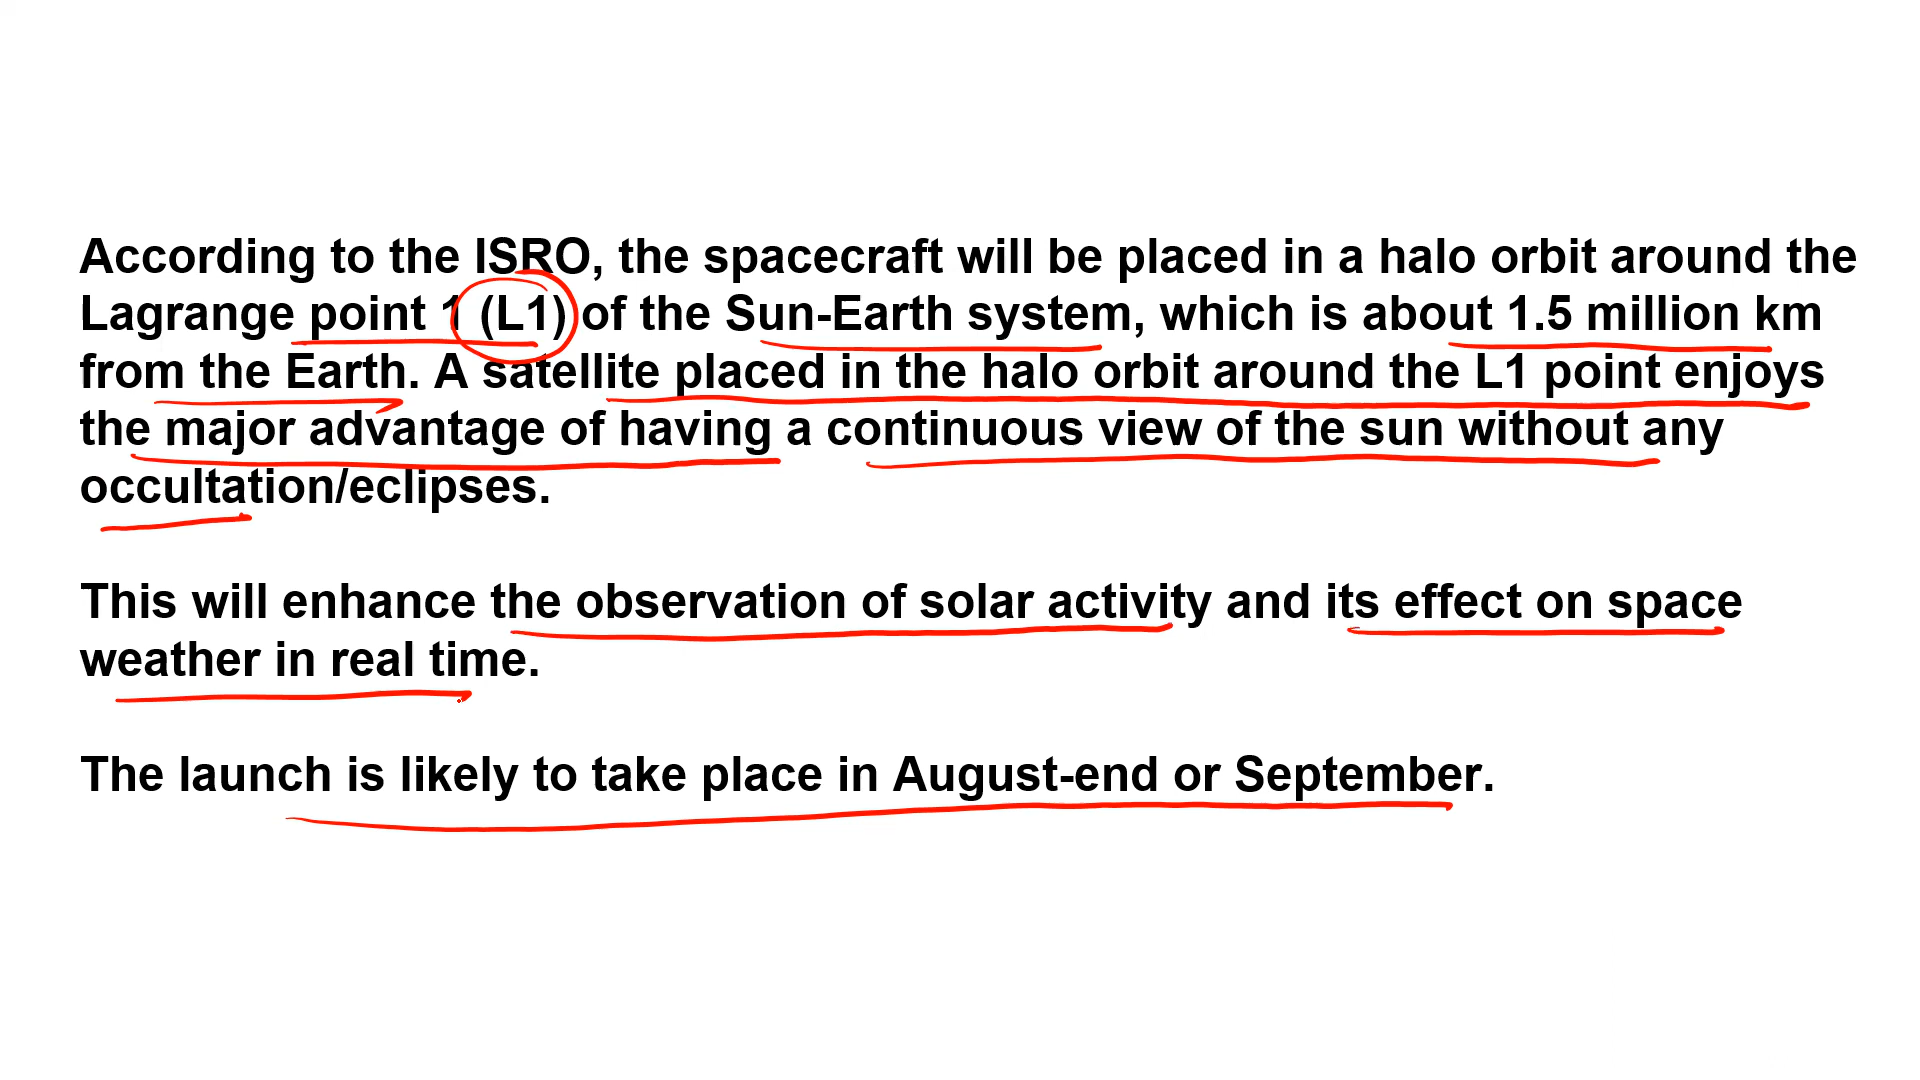 According to the ISRO, the spacecraft will be placed in a halo orbit around the
Lagrange point 1 (L1) of the Sun-Earth system, which is about 1.5 million km
from the Earth. A satellite placed in the halo orbit around the L1 point enjoys
the major advantage of having a continuous view of the sun without any
occultation/eclipses.
This will enhance the observation of solar activity and its effect on space
weather in real time.
The launch is likely to take place in August-end or September.